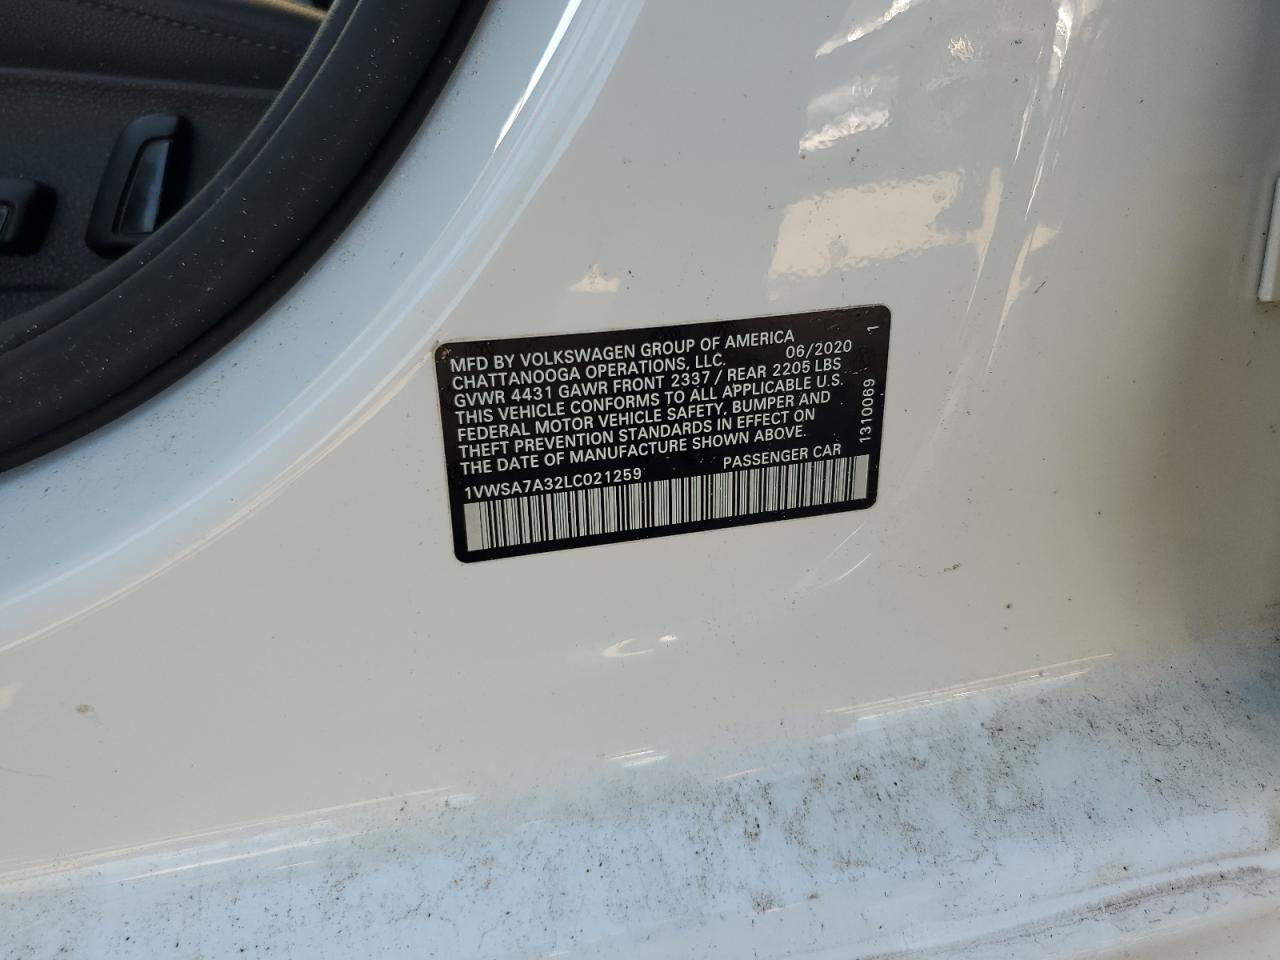 MFD BY VOLKSWAGEN GROUP OF AMERICA
CHATTANOOGA OPERATIONS, LLC. 06/2020
GVWR 4431 GAWR FRONT 2337 / REAR 2205 LBS
THIS VEHICLE CONFORMS TO ALL APPLICABLE U.S.
FEDERAL MOTOR VEHICLE SAFETY, BUMPER AND
THEFT PREVENTION STANDARDS IN EFFECT ON
THE DATE OF MANUFACTURE SHOWN ABOVE.
1VWSA7A32LC021259 PASSENGER CAR
1310069 1